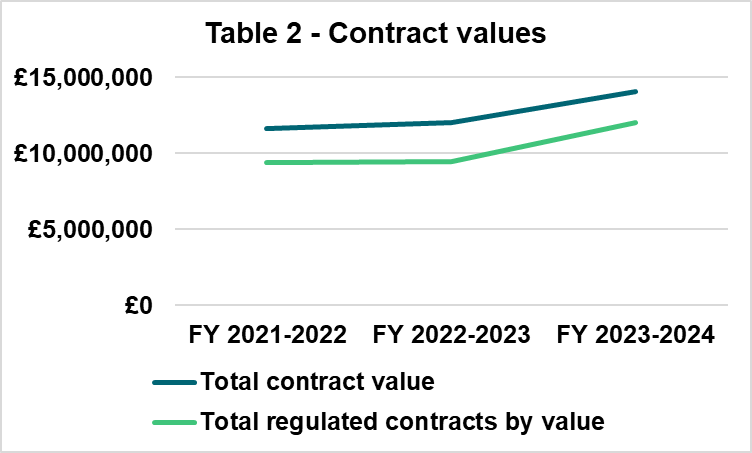 Table 2 - Contract values
£15,000,000
£10,000,000
£5,000,000
£0
FY 2021-2022 FY 2022-2023 FY 2023-2024
Total contract value
Total regulated contracts by value